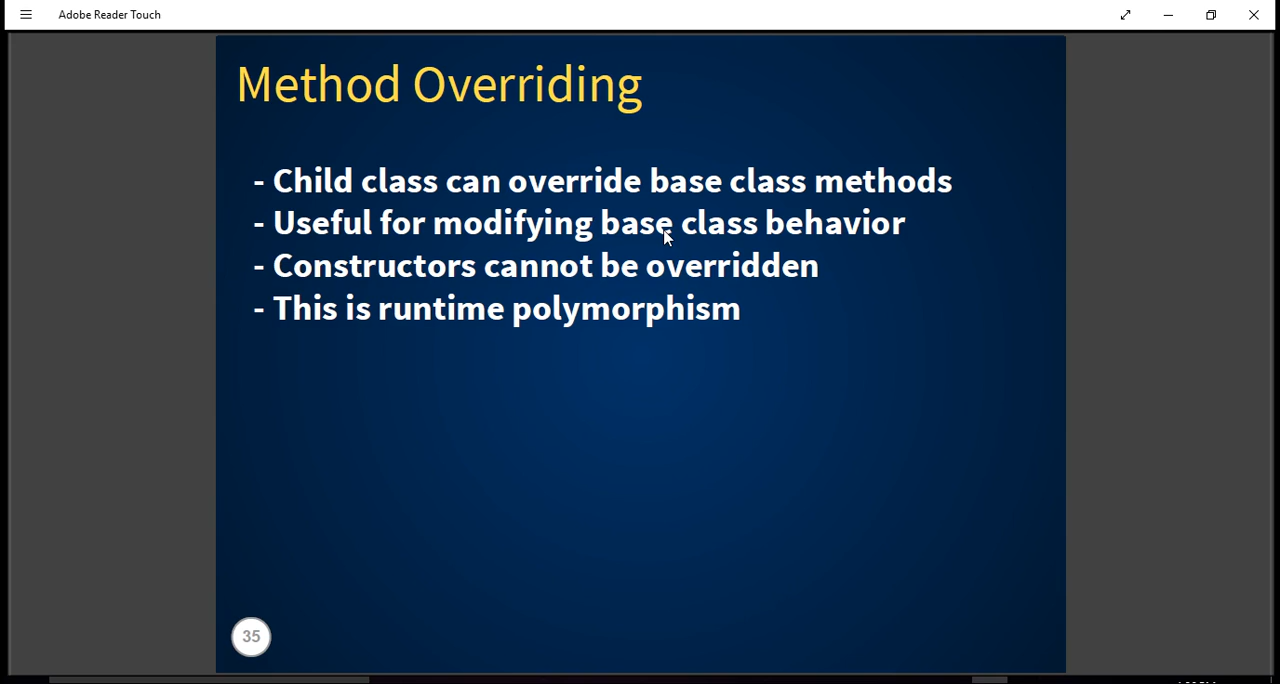 Adobe Reader Touch
Method Overriding
- Child class can override base class methods
- Useful for modifying base class behavior
- Constructors cannot be overridden
- This is runtime polymorphism
35